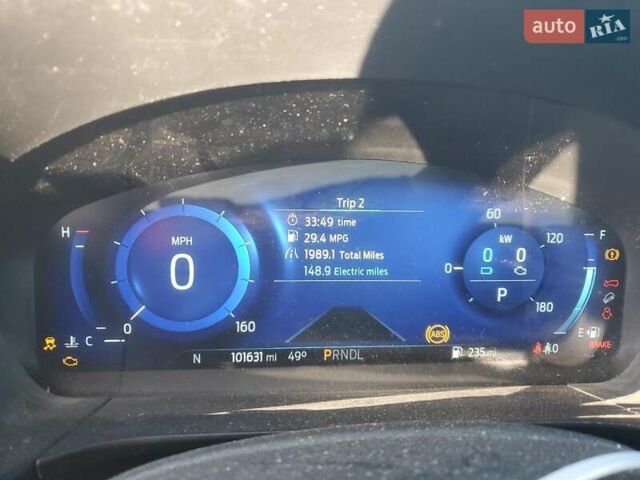 auto RIA.com
Trip 2
33:49 time
29.4 MPG
1989.1 Total Miles
148.9 Electric miles
H
MPH
0
0
160
C
60
kW
120
0
0 0
P
180
F
E
ABS
N 101631 mi 49° PRNDL 235 mi
BRAKE